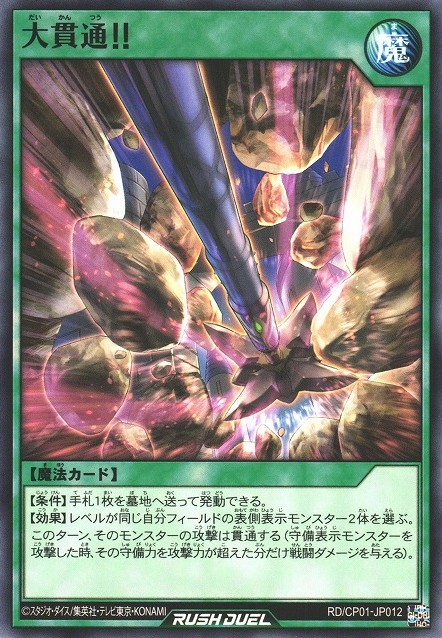 大貫通!!
魔
【魔法カード】
【条件】手札1枚を墓地へ送って発動できる。
【効果】レベルが同じ自分フィールドの表側表示モンスター2体を選ぶ。
このターン、そのモンスターの攻撃は貫通する(守備表示モンスターを
攻撃した時、その守備力を攻撃力が超えた分だけ戦闘ダメージを与える)。
©スタジオ・ダイス/集英社・テレビ東京・KONAMI
RUSH DUEL
RD/CP01-JP012